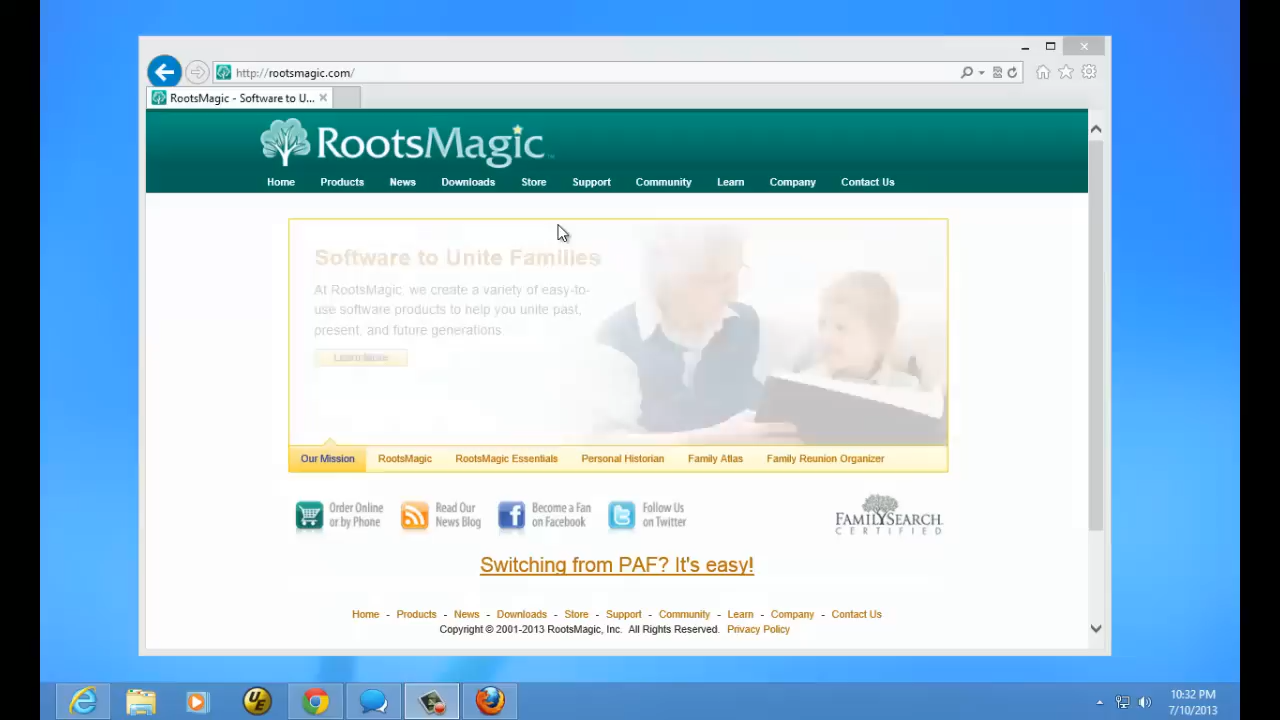 http://rootsmagic.com/
RootsMagic - Software to U...
RootsMagic™
Home Products News Downloads Store Support Community Learn Company Contact Us
Software to Unite Families
At RootsMagic, we create a variety of easy-to-
use software products to help you unite past,
present, and future generations
Learn More
Our Mission RootsMagic RootsMagic Essentials Personal Historian Family Atlas Family Reunion Organizer
Order Online
or by Phone
Read Our
News Blog
Become a Fan
on Facebook
Follow Us
on Twitter
FAMILYSEARCH
CERTIFIED
Switching from PAF? It's easy!
Home - Products - News - Downloads - Store - Support - Community - Learn - Company - Contact Us
Copyright © 2001-2013 RootsMagic, Inc. All Rights Reserved. Privacy Policy
UE
10:32 PM
7/10/2013